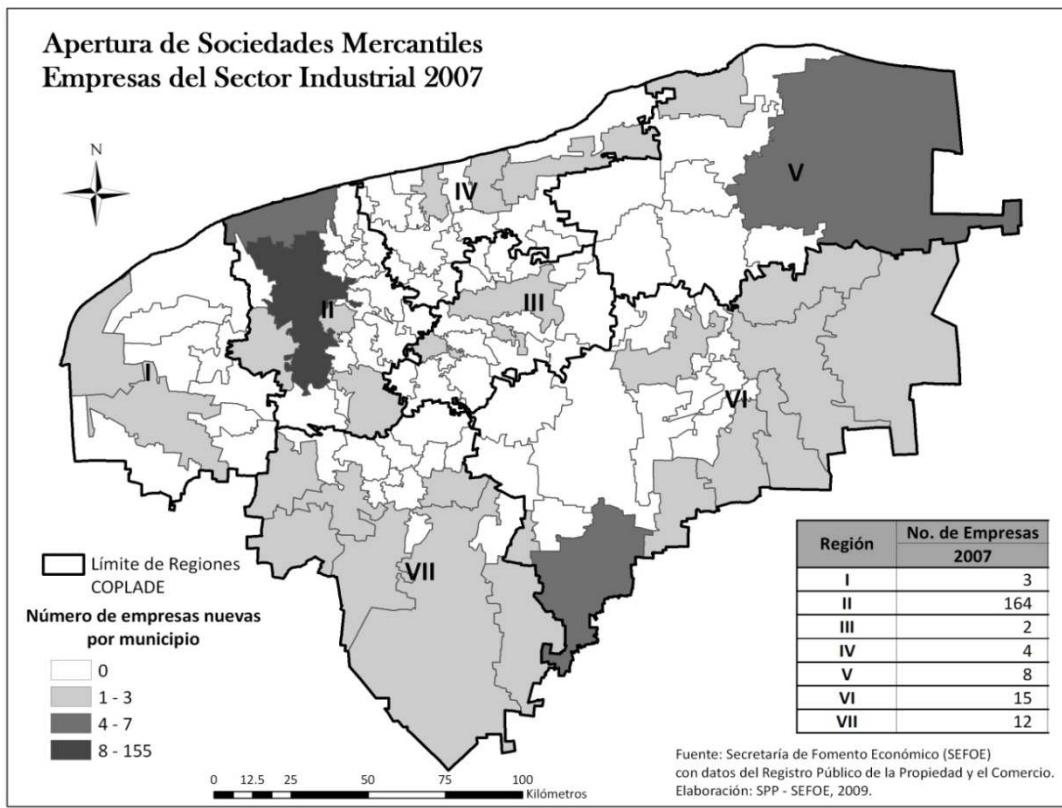 Apertura de Sociedades Mercantiles
Empresas del Sector Industrial 2007
N
V
IV
III
II
I
VI
VII
Límite de Regiones
COPLADE
Número de empresas nuevas
por municipio
0
1 - 3
4 - 7
8 - 155
0 12.5 25 50 75 100
Kilómetros
Región No. de Empresas
2007
I 3
II 164
III 2
IV 4
V 8
VI 15
VII 12
Fuente: Secretaría de Fomento Económico (SEFOE)
con datos del Registro Público de la Propiedad y el Comercio.
Elaboración: SPP - SEFOE, 2009.